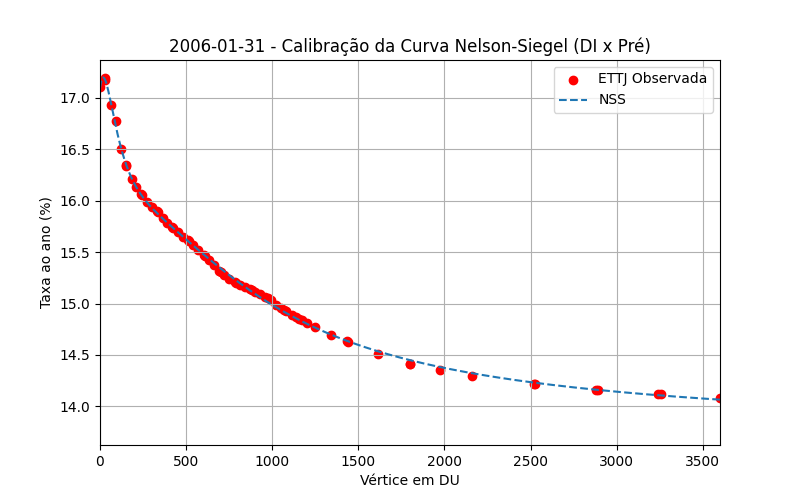 2006-01-31 - Calibração da Curva Nelson-Siegel (DI x Pré)
ETTJ Observada
NSS
Taxa ao ano (%)
17.0
16.5
16.0
15.5
15.0
14.5
14.0
0 500 1000 1500 2000 2500 3000 3500
Vértice em DU